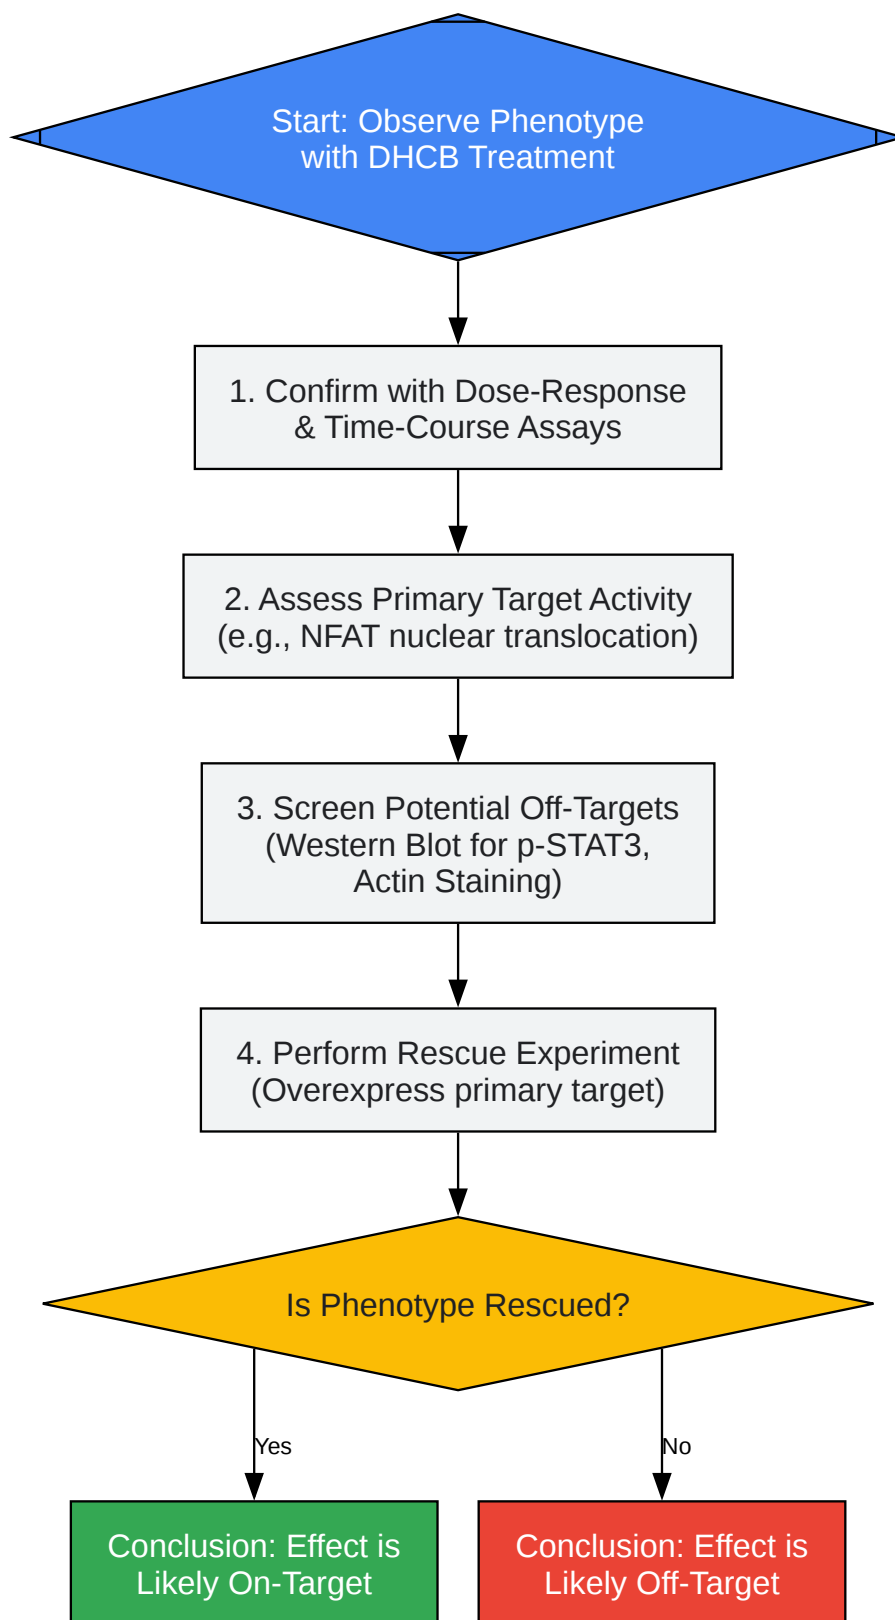 Start: Observe Phenotype
with DHCB Treatment
1. Confirm with Dose-Response
& Time-Course Assays
2. Assess Primary Target Activity
(e.g., NFAT nuclear translocation)
3. Screen Potential Off-Targets
(Western Blot for p-STAT3,
Actin Staining)
4. Perform Rescue Experiment
(Overexpress primary target)
Is Phenotype Rescued?
Yes
No
Conclusion: Effect is
Likely On-Target
Conclusion: Effect is
Likely Off-Target